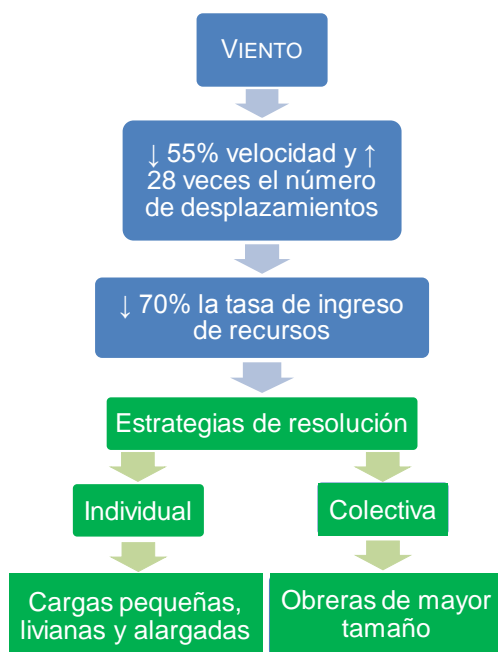 VIENTO
↓ 55% velocidad y ↑
28 veces el número
de desplazamientos
↓ 70% la tasa de ingreso
de recursos
Estrategias de resolución
Individual
Colectiva
Cargas pequeñas,
livianas y alargadas
Obreras de mayor
tamaño